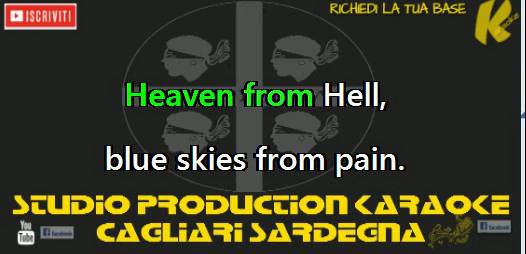 ISCRIVITI
RICHIEDI LA TUA BASE
Heaven from Hell,
blue skies from pain.
STUDIO PRODUCTION KARAOKE
CAGLIARI SARDEGNA
You Tube
facebook
facebook